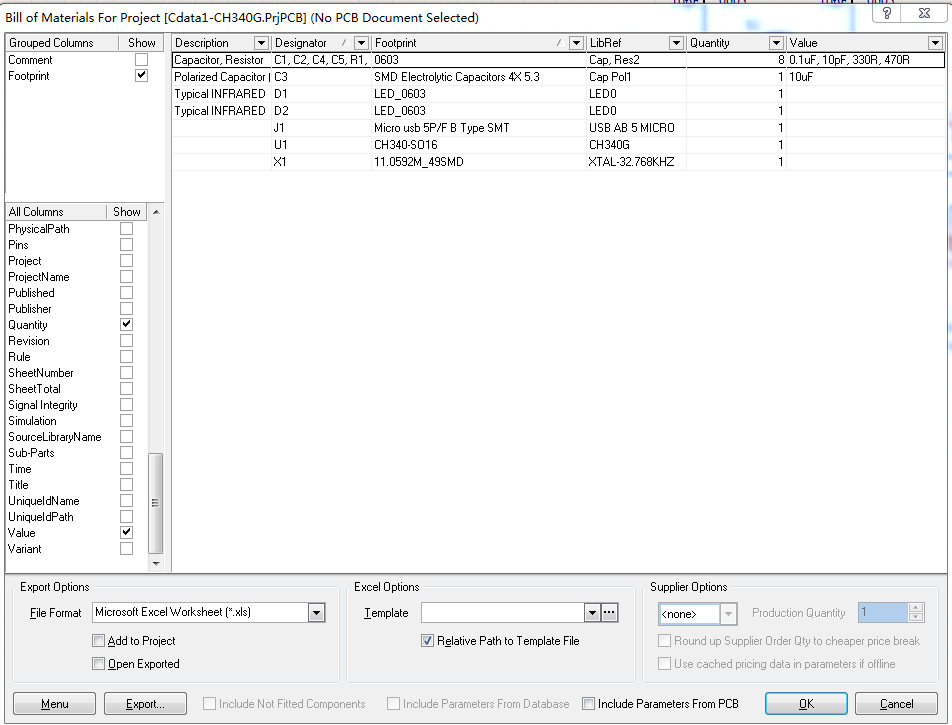 Bill of Materials For Project [Cdata1-CH340G.PrjPCB] (No PCB Document Selected)
Grouped Columns Show
Comment
Footprint
Description Designator Footprint LibRef Quantity Value
Capacitor, Resistor C1, C2, C4, C5, R1, 0603 Cap, Res2 8 0.1uF, 10pF, 330R, 470R
Polarized Capacitor C3 SMD Electrolytic Capacitors 4X 5.3 Cap Pol1 1 10uF
Typical INFRARED D1 LED_0603 LED0 1
Typical INFRARED D2 LED_0603 LED0 1
J1 Micro usb 5P/F B Type SMT USB AB 5 MICRO 1
U1 CH340-SO16 CH340G 1
X1 11.0592M_49SMD XTAL-32.768KHZ 1
All Columns Show
PhysicalPath
Pins
Project
ProjectName
Published
Publisher
Quantity
Revision
Rule
SheetNumber
SheetTotal
Signal Integrity
Simulation
SourceLibraryName
Sub-Parts
Time
Title
UniqueIdName
UniqueIdPath
Value
Variant
Export Options
File Format Microsoft Excel Worksheet (*.xls)
Add to Project
Open Exported
Excel Options
Template
Relative Path to Template File
Supplier Options
<none> Production Quantity 1
Round up Supplier Order Qty to cheaper price break
Use cached pricing data in parameters if offline
Menu Export... Include Not Fitted Components Include Parameters From Database Include Parameters From PCB OK Cancel